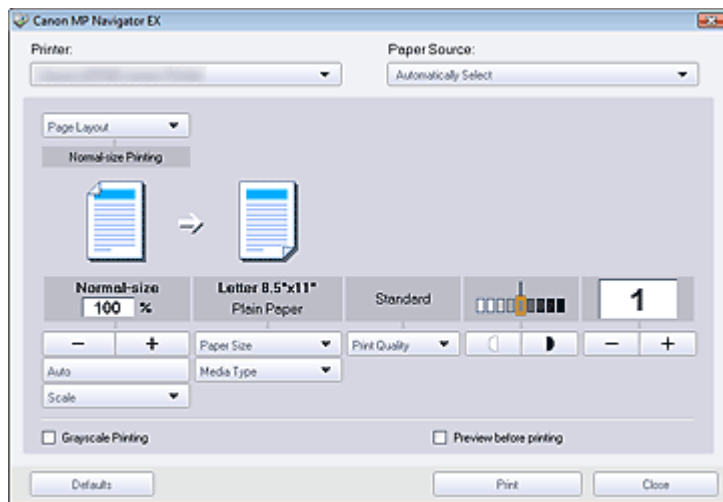 Canon MP Navigator EX
Printer:
Paper Source:
Automatically Select
Page Layout
Normal-size Printing
Normal-size
100 %
Letter 8.5"x11"
Plain Paper
Standard
1
Auto
Scale
Paper Size
Media Type
Print Quality
Grayscale Printing
Preview before printing
Defaults
Print
Close